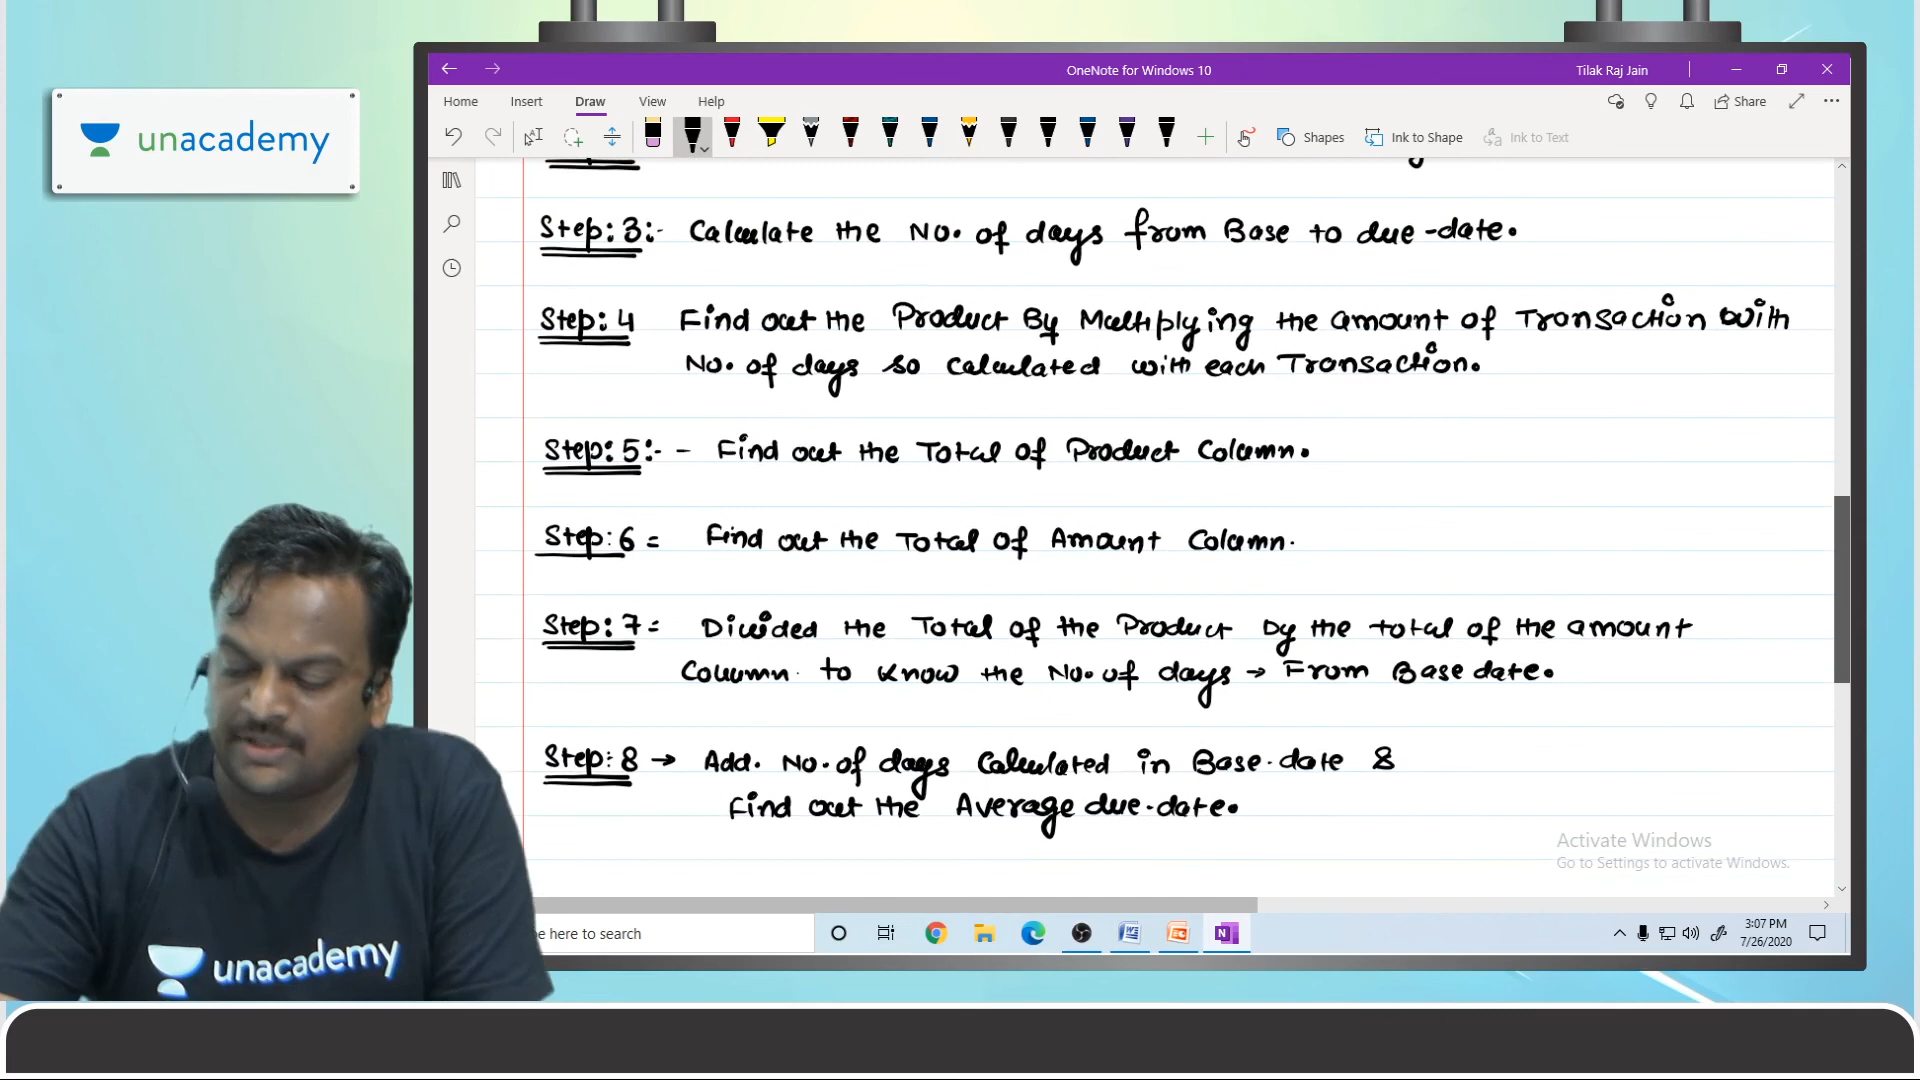 unacademy
OneNote for Windows 10
Tilak Raj Jain
Home Insert Draw View Help
Share
Shapes Ink to Shape Ink to Text
Step: 3:- Calculate the No. of days from Base to due-date.
Step: 4 Find out the Product By Multiplying the amount of Transaction with
No. of days so Calculated with each Transaction.
Step: 5:- - Find out the Total of Product Column.
Step: 6 = Find out the Total of Amount Column.
Step: 7 = Divided the Total of the Product by the total of the amount
Column to know the No. of days → From Base date.
Step: 8 → Add. No. of days Calculated in Base-date &
Find out the Average due-date.
Activate Windows
Go to Settings to activate Windows.
e here to search
3:07 PM
7/26/2020
unacademy